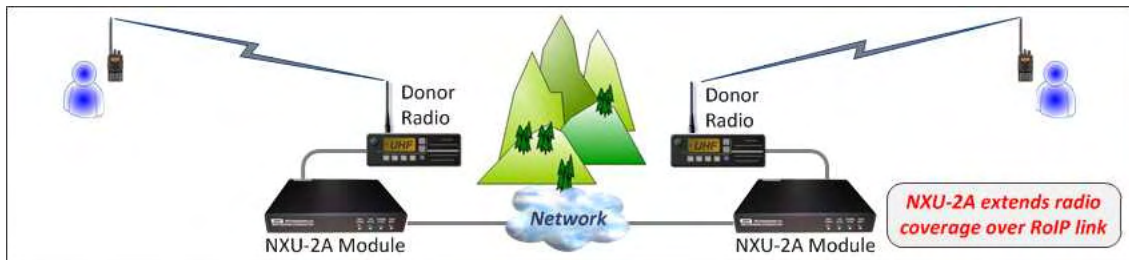 Donor
Radio
Donor
Radio
UHF
UHF
Network
NXU-2A Module
NXU-2A Module
NXU-2A extends radio
coverage over RoIP link